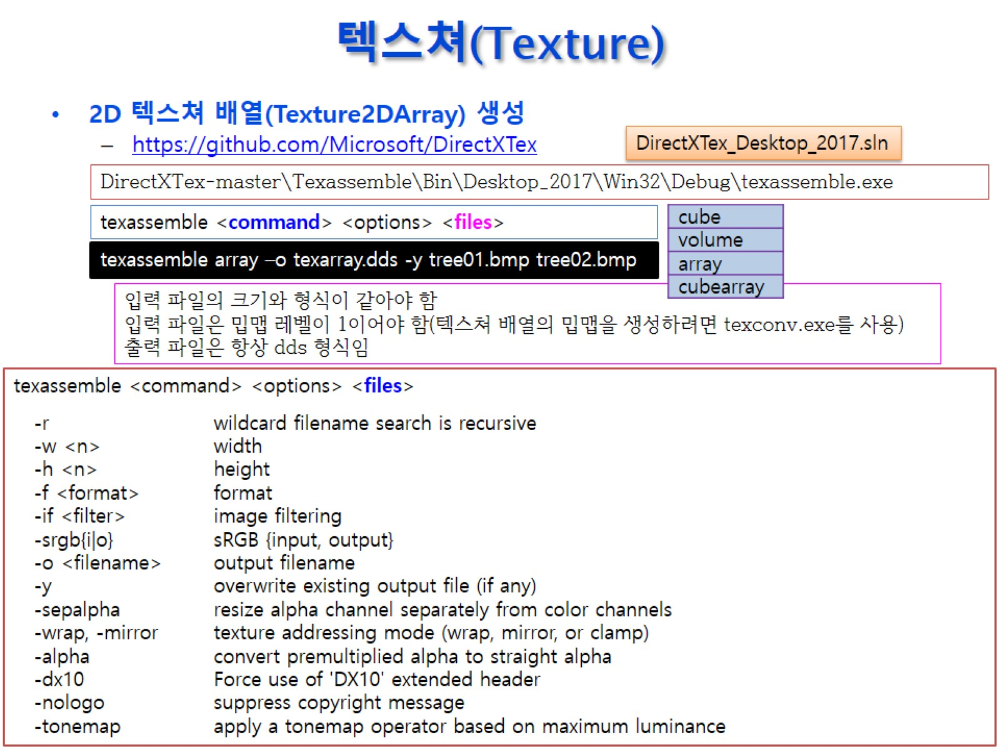 텍스쳐(Texture)
• 2D 텍스쳐 배열(Texture2DArray) 생성
– https://github.com/Microsoft/DirectXTex
DirectXTex_Desktop_2017.sln
DirectXTex-master\Texassemble\Bin\Desktop_2017\Win32\Debug\texassemble.exe
texassemble <command> <options> <files>
texassemble array –o texarray.dds -y tree01.bmp tree02.bmp
cube
volume
array
cubearray
입력 파일의 크기와 형식이 같아야 함
입력 파일은 밉맵 레벨이 1이어야 함(텍스쳐 배열의 밉맵을 생성하려면 texconv.exe를 사용)
출력 파일은 항상 dds 형식임
texassemble <command> <options> <files>
-r wildcard filename search is recursive
-w <n> width
-h <n> height
-f <format> format
-if <filter> image filtering
-srgb{i|o} sRGB {input, output}
-o <filename> output filename
-y overwrite existing output file (if any)
-sepalpha resize alpha channel separately from color channels
-wrap, -mirror texture addressing mode (wrap, mirror, or clamp)
-alpha convert premultiplied alpha to straight alpha
-dx10 Force use of 'DX10' extended header
-nologo suppress copyright message
-tonemap apply a tonemap operator based on maximum luminance